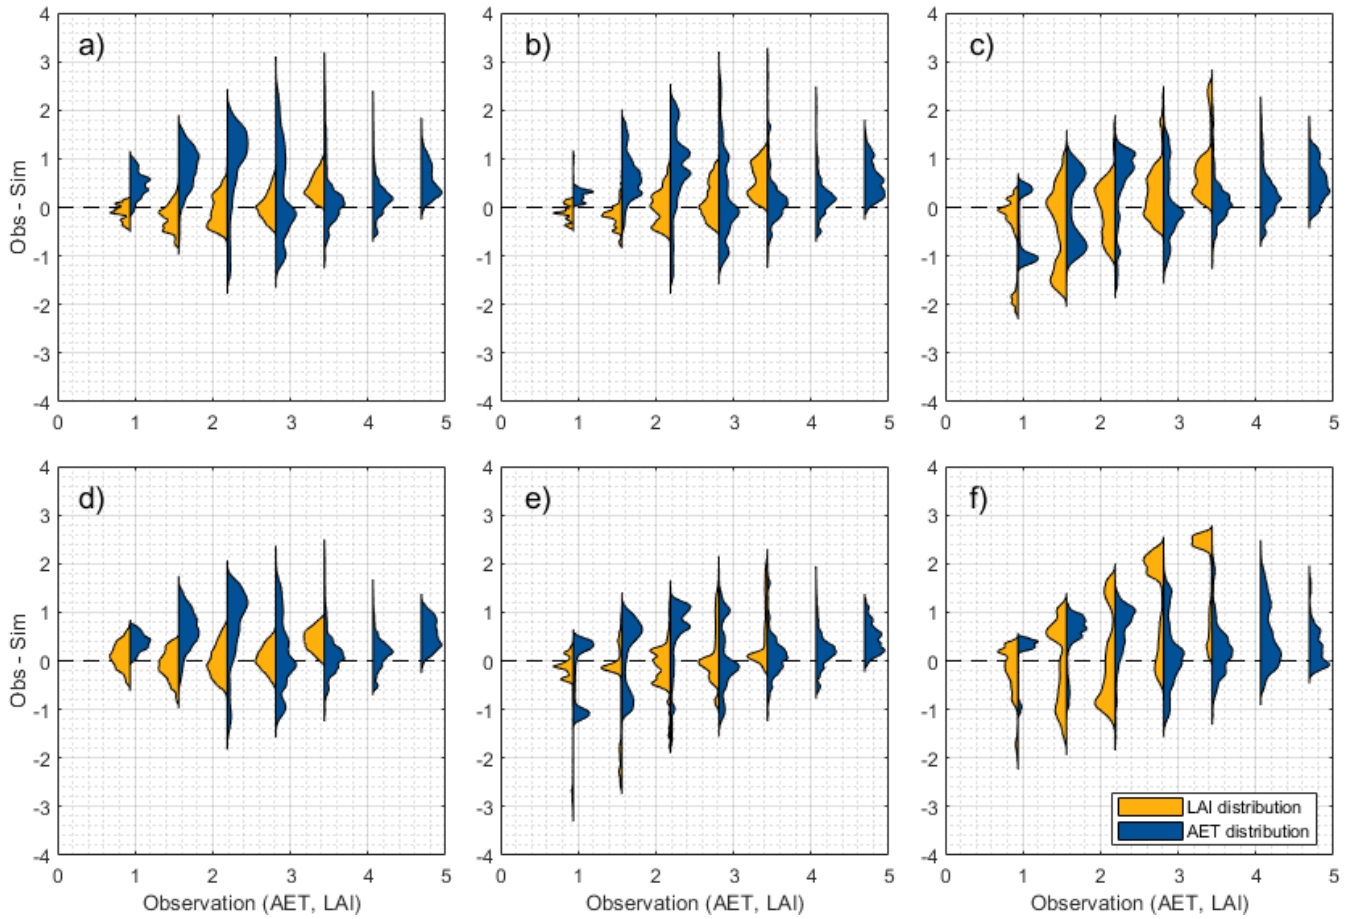 a)
b)
c)
4
3
2
1
0
-1
-2
-3
-4
Obs - Sim
4
3
2
1
0
-1
-2
-3
-4
4
3
2
1
0
-1
-2
-3
-4
0 1 2 3 4 5
0 1 2 3 4 5
0 1 2 3 4 5
d)
e)
f)
4
3
2
1
0
-1
-2
-3
-4
Obs - Sim
4
3
2
1
0
-1
-2
-3
-4
4
3
2
1
0
-1
-2
-3
-4
LAI distribution
AET distribution
0 1 2 3 4 5
0 1 2 3 4 5
0 1 2 3 4 5
Observation (AET, LAI)
Observation (AET, LAI)
Observation (AET, LAI)